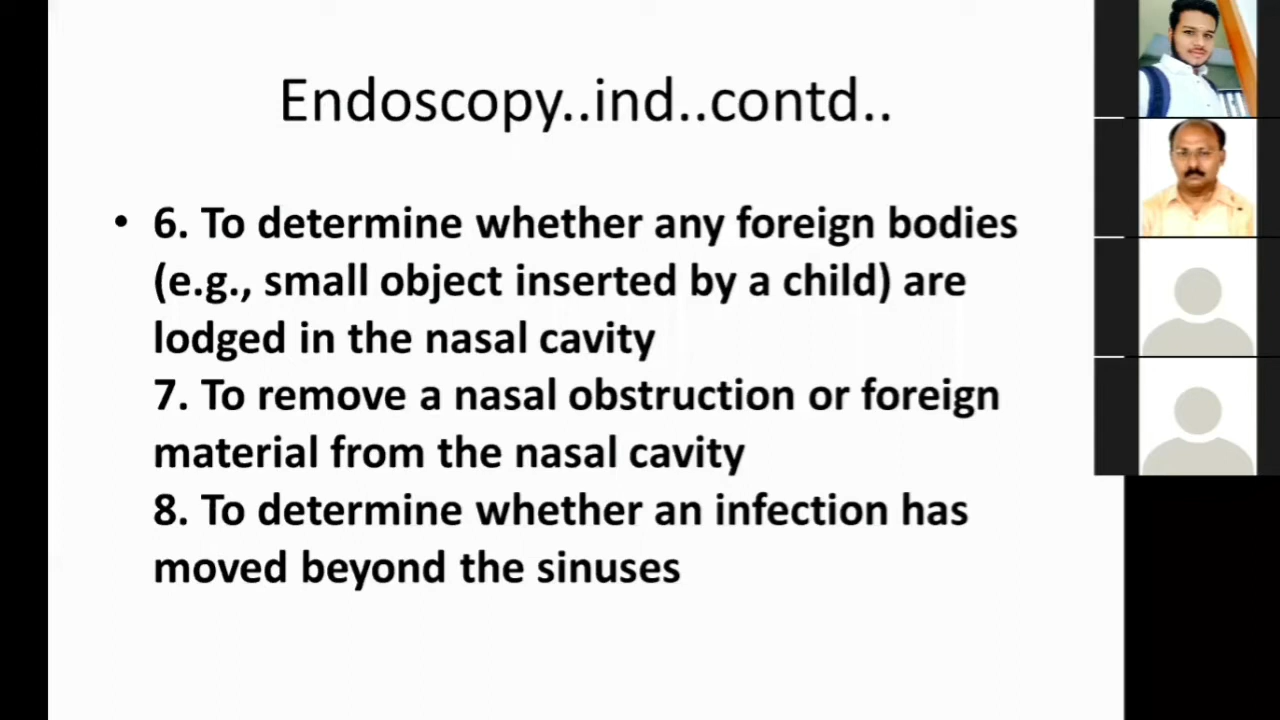 Endoscopy..ind..contd..
• 6. To determine whether any foreign bodies
(e.g., small object inserted by a child) are
lodged in the nasal cavity
7. To remove a nasal obstruction or foreign
material from the nasal cavity
8. To determine whether an infection has
moved beyond the sinuses